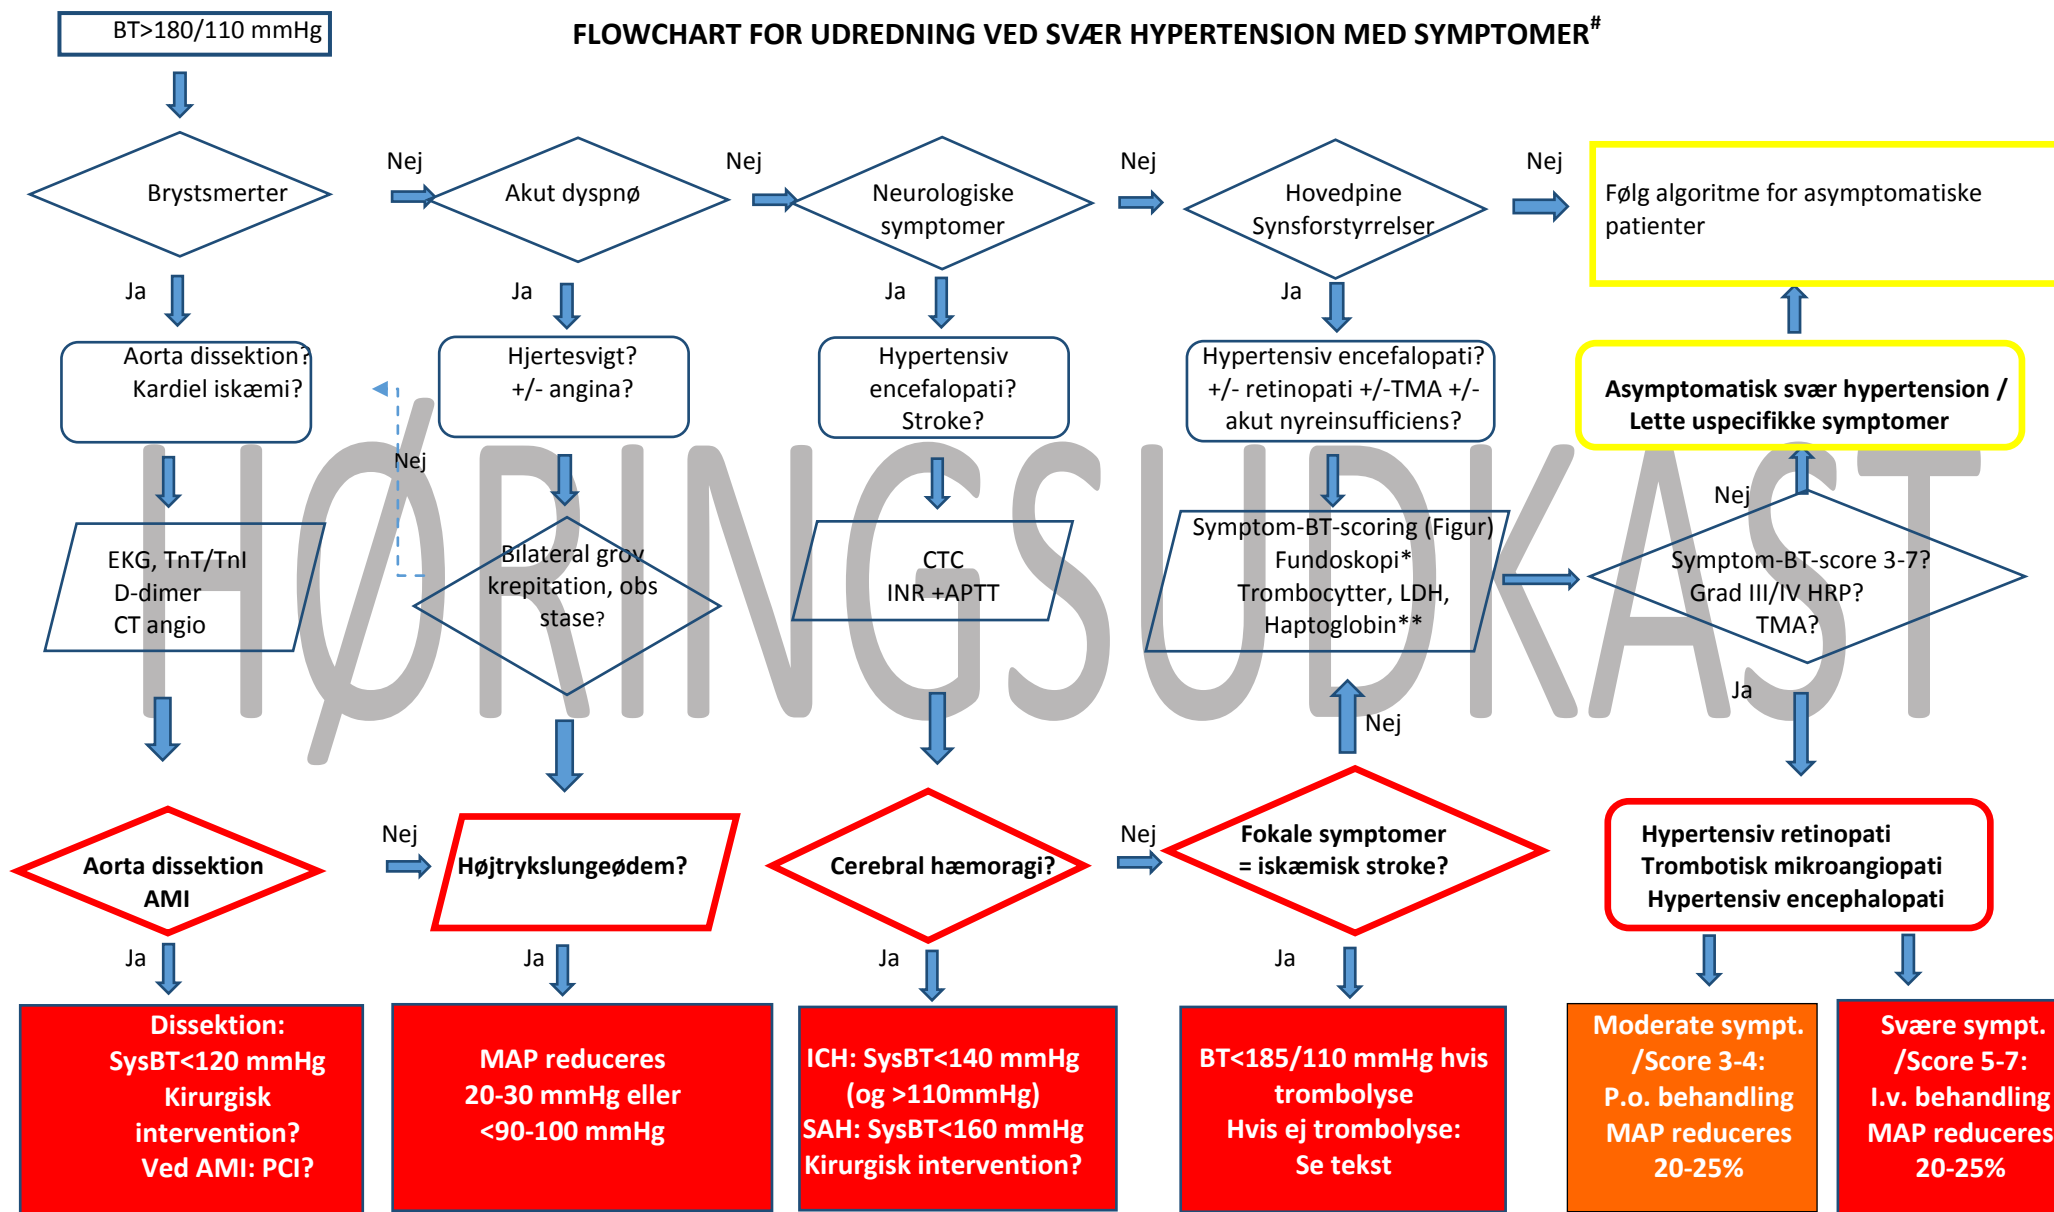 BT>180/110 mmHg
FLOWCHART FOR UDREDNING VED SVÆR HYPERTENSION MED SYMPTOMER#
Brystsmerter
Nej
Akut dyspnø
Nej
Neurologiske
symptomer
Nej
Hovedpine
Synsforstyrrelser
Nej
Følg algoritme for asymptomatiske
patienter
Ja
Ja
Ja
Ja
Aorta dissektion?
Kardiel iskæmi?
Hjertesvigt?
+/- angina?
Hypertensiv
encefalopati?
Stroke?
Hypertensiv encefalopati?
+/- retinopati +/-TMA +/-
akut nyreinsufficiens?
Asymptomatisk svær hypertension /
Lette uspecifikke symptomer
HØRINGSUDKAST
Nej
Nej
EKG, TnT/TnI
D-dimer
CT angio
Bilateral grov
krepitation, obs
stase?
CTC
INR +APTT
Symptom-BT-scoring (Figur)
Fundoskopi*
Trombocytter, LDH,
Haptoglobin**
Symptom-BT-score 3-7?
Grad III/IV HRP?
TMA?
Nej
Ja
Aorta dissektion
AMI
Nej
Højtrykslungeødem?
Cerebral hæmoragi?
Nej
Fokale symptomer
= iskæmisk stroke?
Hypertensiv retinopati
Trombotisk mikroangiopati
Hypertensiv encephalopati
Ja
Ja
Ja
Ja
Dissektion:
SysBT<120 mmHg
Kirurgisk
intervention?
Ved AMI: PCI?
MAP reduceres
20-30 mmHg eller
<90-100 mmHg
ICH: SysBT<140 mmHg
(og >110mmHg)
SAH: SysBT<160 mmHg
Kirurgisk intervention?
BT<185/110 mmHg hvis
trombolyse
Hvis ej trombolyse:
Se tekst
Moderate sympt.
/Score 3-4:
P.o. behandling
MAP reduceres
20-25%
Svære sympt.
/Score 5-7:
I.v. behandling
MAP reduceres
20-25%